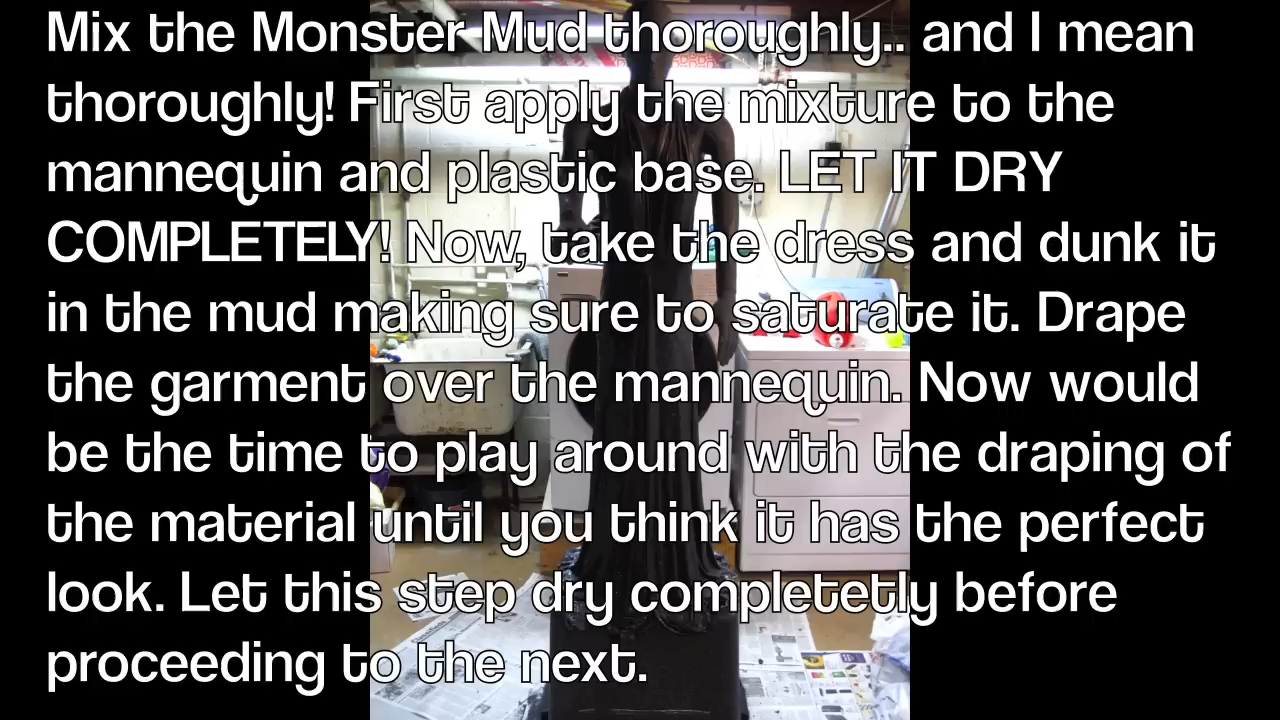 Mix the Monster Mud thoroughly.. and I mean
thoroughly! First apply the mixture to the
mannequin and plastic base. LET IT DRY
COMPLETELY! Now, take the dress and dunk it
in the mud making sure to saturate it. Drape
the garment over the mannequin. Now would
be the time to play around with the draping of
the material until you think it has the perfect
look. Let this step dry completetly before
proceeding to the next.